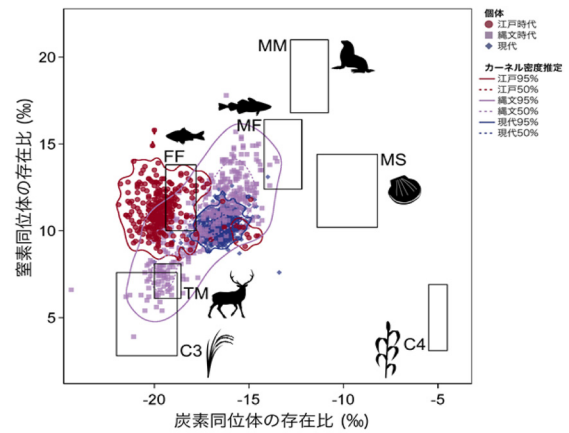 個体
江戸時代
縄文時代
現代
カーネル密度推定
江戸95%
江戸50%
縄文95%
縄文50%
現代95%
現代50%
窒素同位体の存在比 (‰)
20
15
10
5
MM
MF
FF
MS
TM
C3
C4
-20
-15
-10
-5
炭素同位体の存在比 (‰)